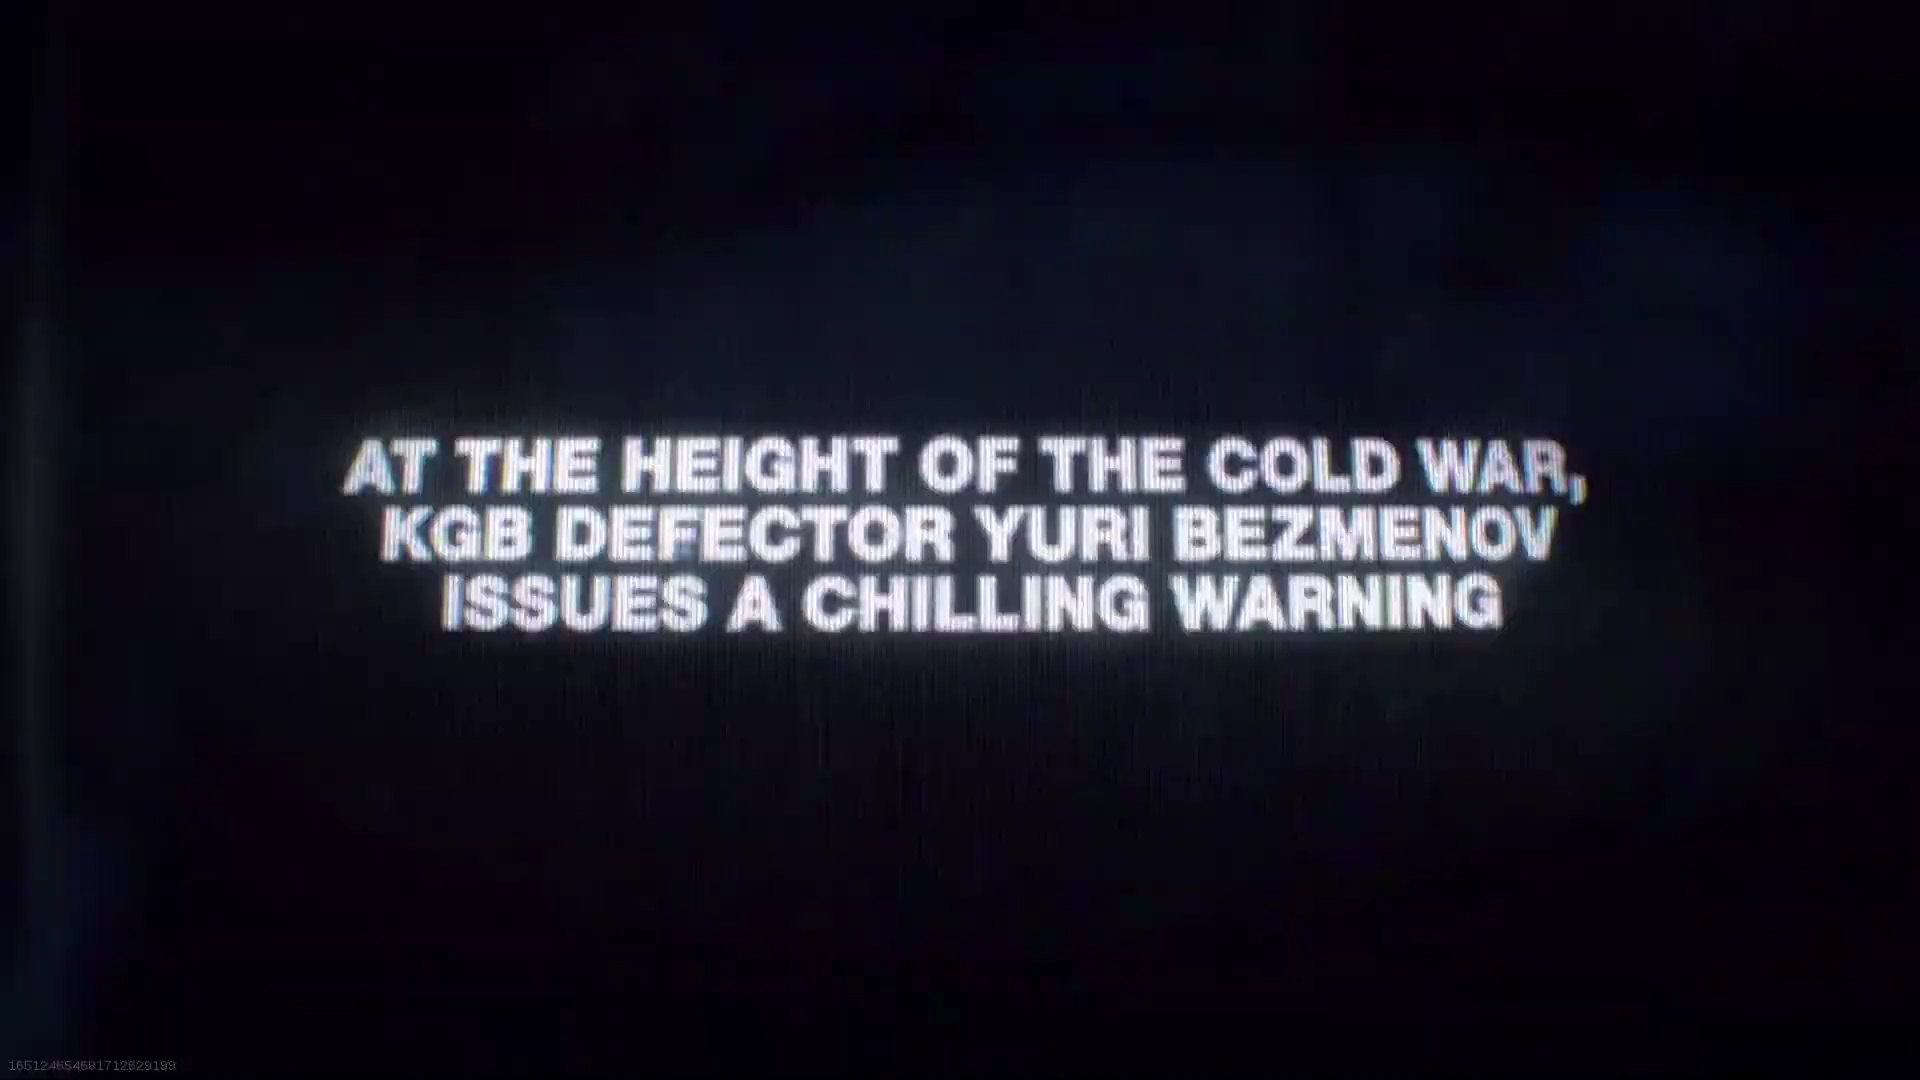 AT THE HEIGHT OF THE COLD WAR,
KGB DEFECTOR YURI BEZMENOV
ISSUES A CHILLING WARNING